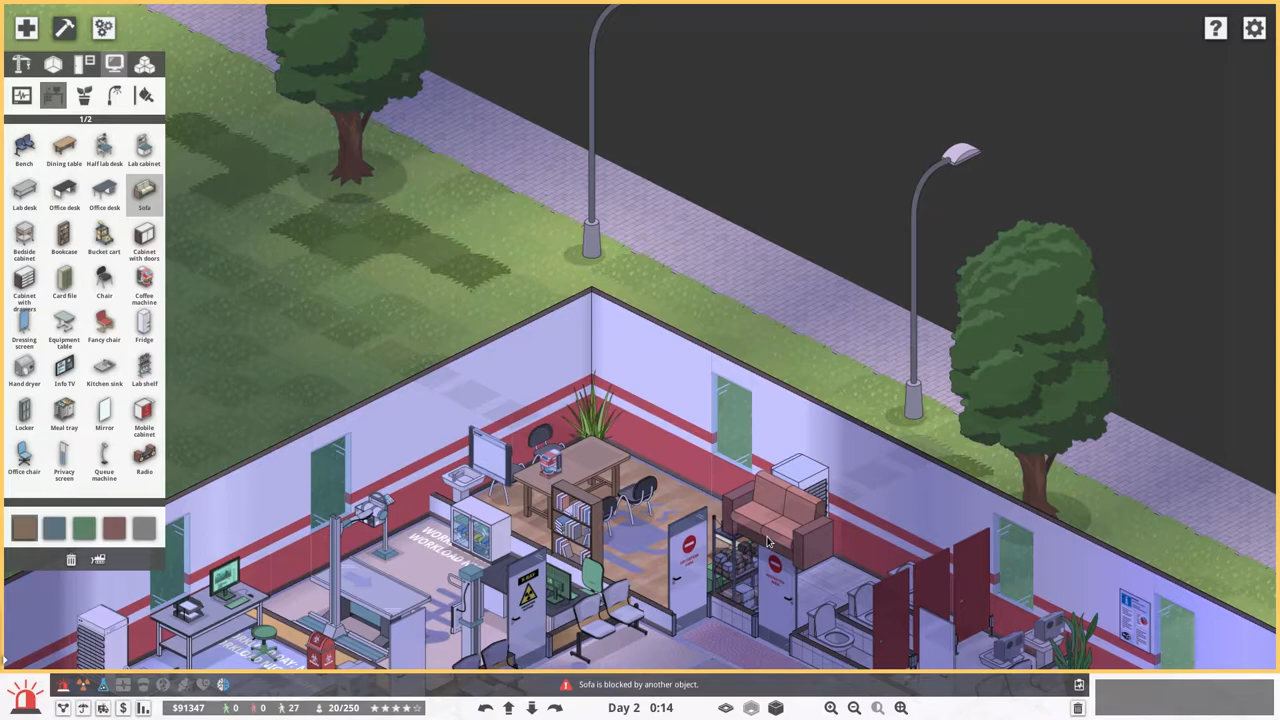 ?
1/2
Bench
Dining table
Half lab desk
Lab cabinet
Lab desk
Office desk
Office desk
Sofa
Bedside cabinet
Bookcase
Bucket cart
Cabinet with doors
Cabinet with drawers
Card file
Chair
Coffee machine
Dressing screen
Equipment table
Fancy chair
Fridge
Hand dryer
Info TV
Kitchen sink
Lab shelf
Locker
Meal tray
Mirror
Mobile cabinet
Office chair
Privacy screen
Queue machine
Radio
X-RAY
Sofa is blocked by another object.
$91347
0
0
27
20/250
Day 2 0:14